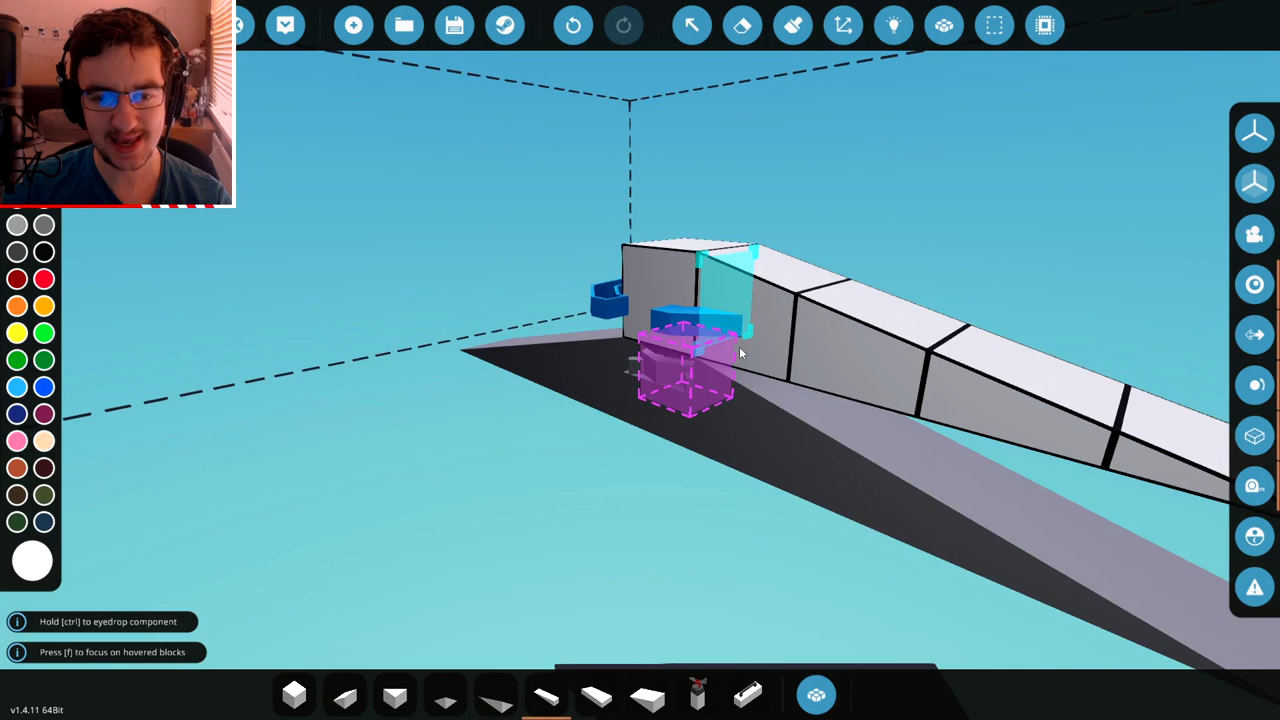 Hold [ctrl] to eyedrop component
Press [f] to focus on hovered blocks
v1.4.11 64Bit